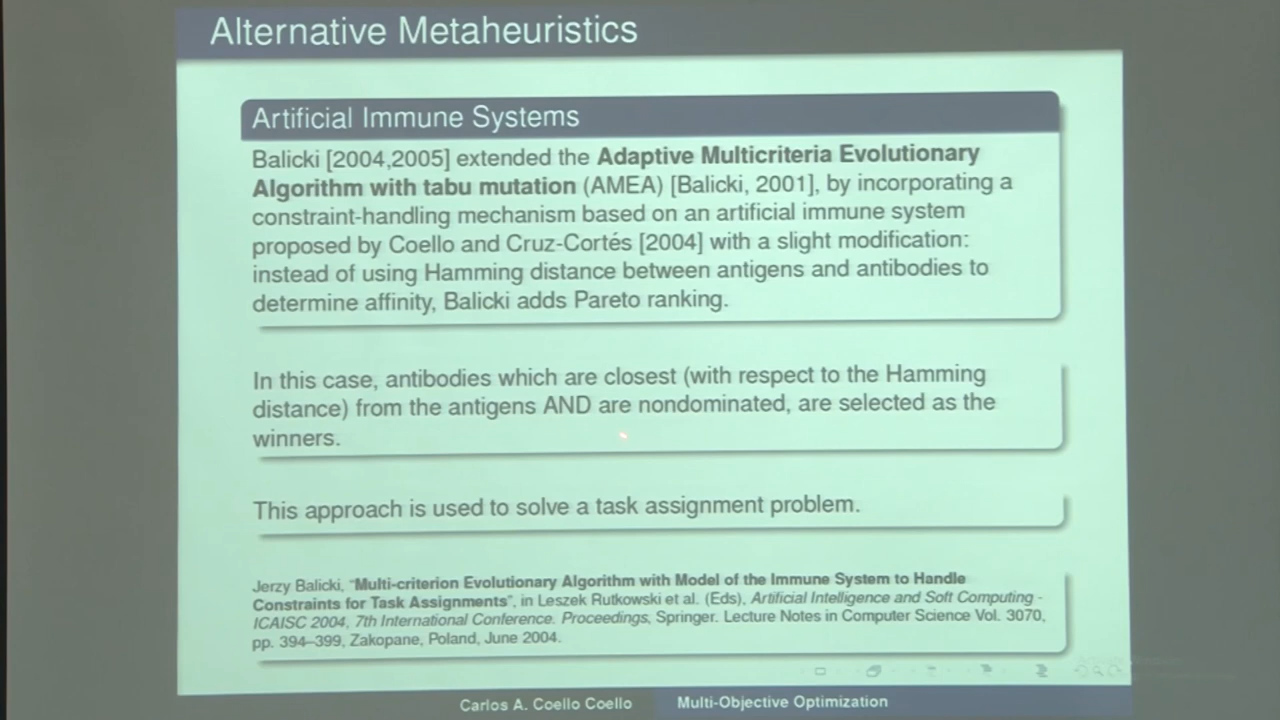 Alternative Metaheuristics
Artificial Immune Systems
Balicki [2004,2005] extended the Adaptive Multicriteria Evolutionary
Algorithm with tabu mutation (AMEA) [Balicki, 2001], by incorporating a
constraint-handling mechanism based on an artificial immune system
proposed by Coello and Cruz-Cortés [2004] with a slight modification:
instead of using Hamming distance between antigens and antibodies to
determine affinity, Balicki adds Pareto ranking.
In this case, antibodies which are closest (with respect to the Hamming
distance) from the antigens AND are nondominated, are selected as the
winners.
This approach is used to solve a task assignment problem.
Jerzy Balicki, "Multi-criterion Evolutionary Algorithm with Model of the Immune System to Handle
Constraints for Task Assignments", in Leszek Rutkowski et al. (Eds), Artificial Intelligence and Soft Computing -
ICAISC 2004, 7th International Conference. Proceedings, Springer. Lecture Notes in Computer Science Vol. 3070,
pp. 394–399, Zakopane, Poland, June 2004.
Carlos A. Coello Coello Multi-Objective Optimization